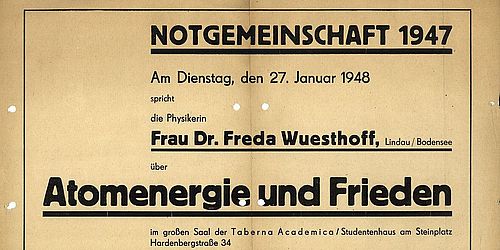 NOTGEMEINSCHAFT 1947
Am Dienstag, den 27. Januar 1948
spricht
die Physikerin
Frau Dr. Freda Wuesthoff, Lindau / Bodensee
über
Atomenergie und Frieden
im großen Saal der Taberna Academica / Studentenhaus am Steinplatz
Hardenbergstraße 34